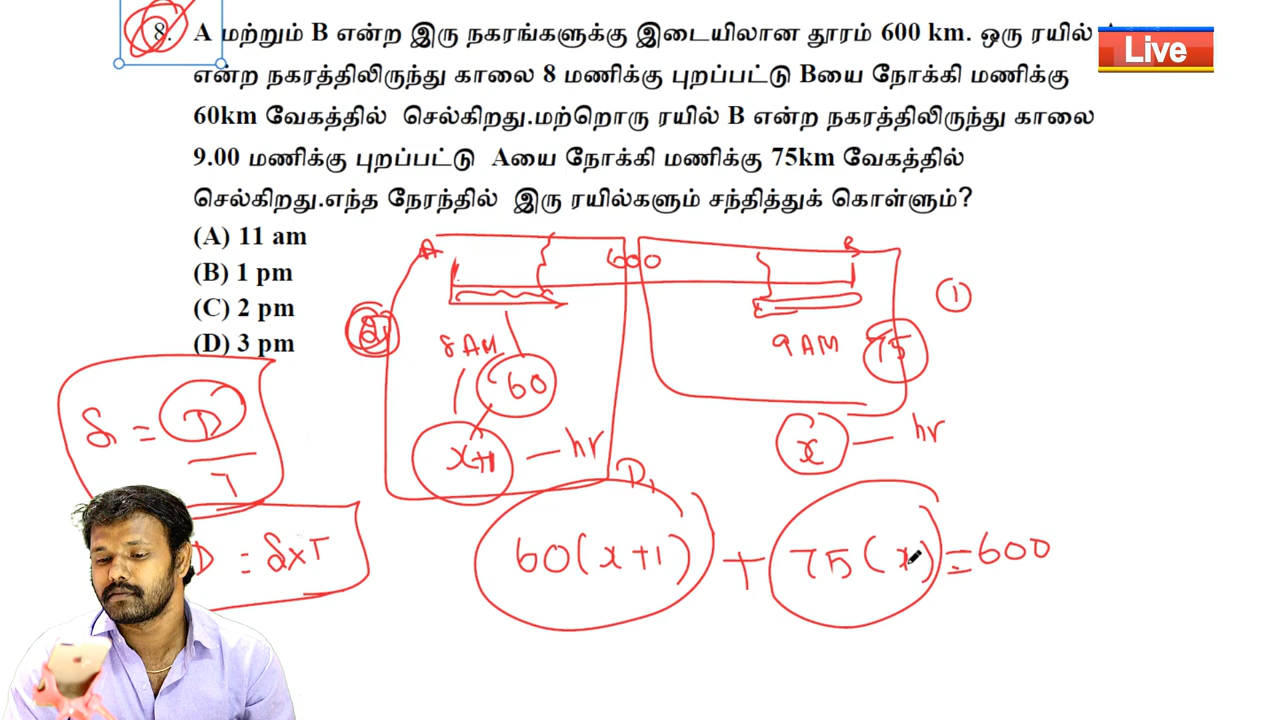 8. A மற்றும் B என்ற இரு நகரங்களுக்கு இடையிலான தூரம் 600 km. ஒரு ரயில்
Live
என்ற நகரத்திலிருந்து காலை 8 மணிக்கு புறப்பட்டு Bயை நோக்கி மணிக்கு
60km வேகத்தில் செல்கிறது.மற்றொரு ரயில் B என்ற நகரத்திலிருந்து காலை
9.00 மணிக்கு புறப்பட்டு Aயை நோக்கி மணிக்கு 75km வேகத்தில்
செல்கிறது.எந்த நேரந்தில் இரு ரயில்களும் சந்தித்துக் கொள்ளும்?
(A) 11 am
(B) 1 pm
(C) 2 pm
(D) 3 pm
A B
600
1
8 AM 9 AM 75
60
x+1 — hr x — hr
S = D/T
D₁
D = S×T
60(x+1) + 75(x) = 600